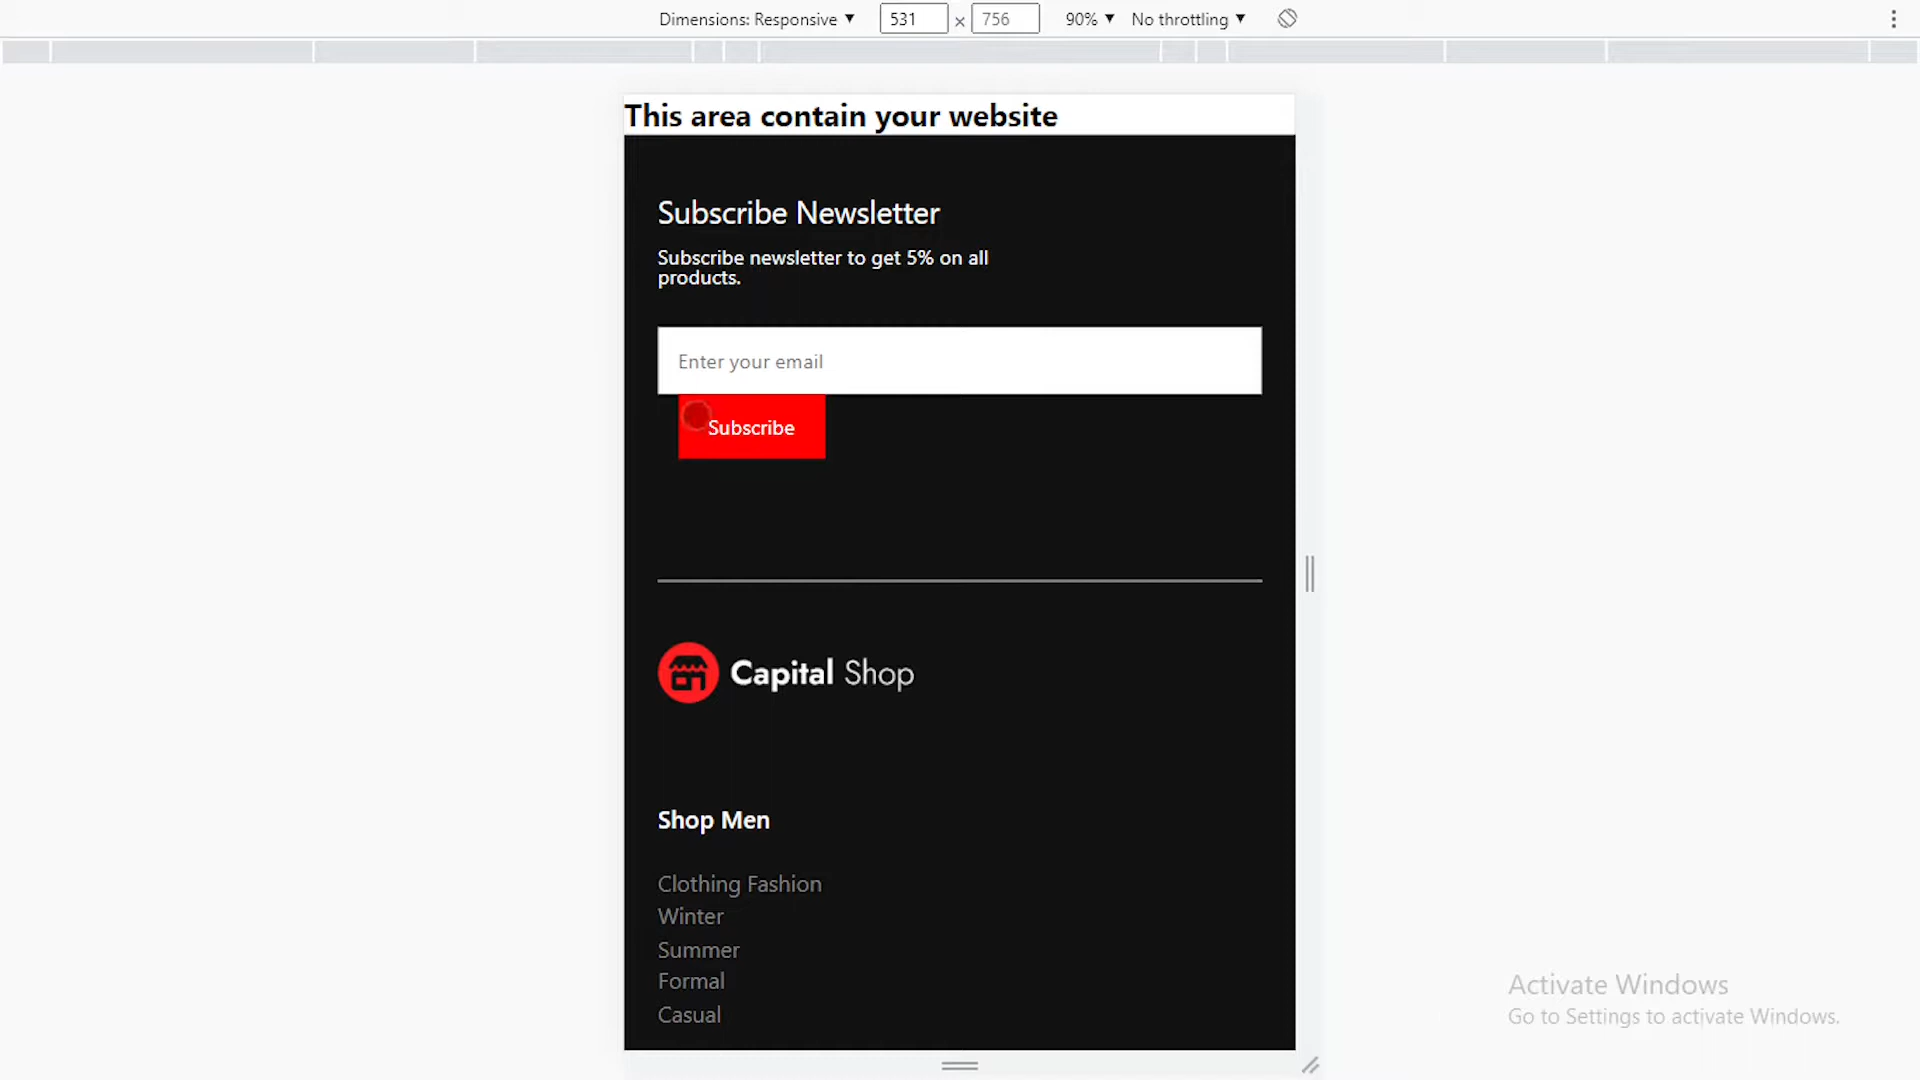 Dimensions: Responsive ▼ 531 × 756 90% ▼ No throttling ▼
This area contain your website
Subscribe Newsletter
Subscribe newsletter to get 5% on all
products.
Enter your email
Subscribe
Capital Shop
Shop Men
Clothing Fashion
Winter
Summer
Formal
Casual
Activate Windows
Go to Settings to activate Windows.